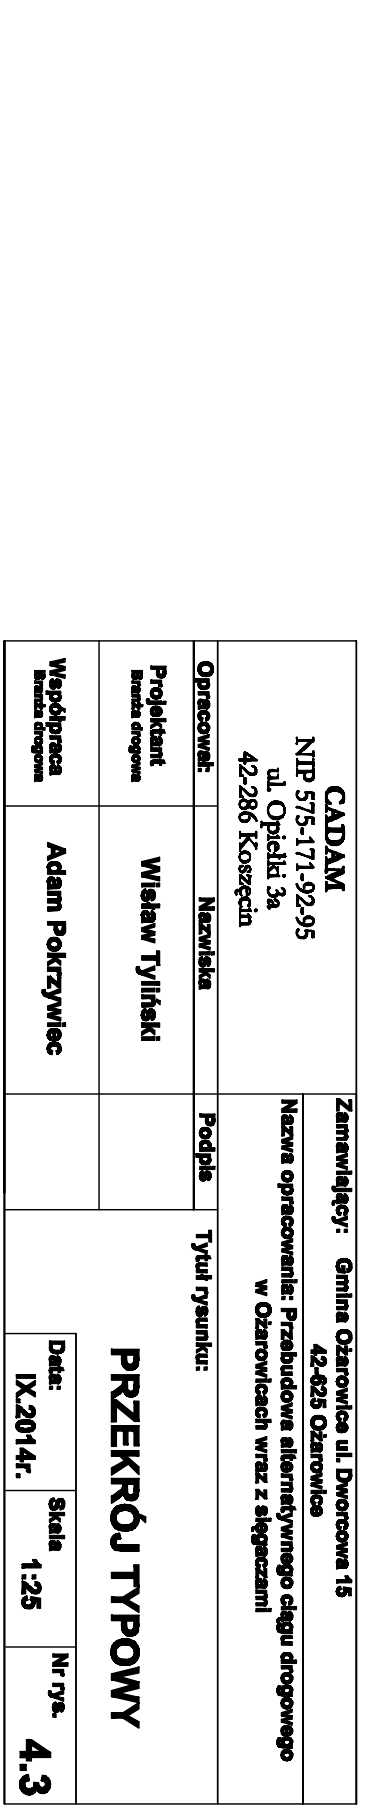 CADAM
NIP 575-171-92-95
ul. Opiełki 3a
42-286 Koszęcin
Zamawiający: Gmina Ożarowice ul. Dworcowa 15
42-625 Ożarowice
Nazwa opracowania: Przebudowa alternatywnego ciągu drogowego
w Ożarowicach wraz z sięgaczami
Opracował: Nazwiska Podpis
Projektant
Branża drogowa
Wisław Tyliński
Współpraca
Branża drogowa
Adam Pokrzywiec
Tytuł rysunku:
PRZEKRÓJ TYPOWY
Data:
IX.2014r.
Skala
1:25
Nr rys.
4.3